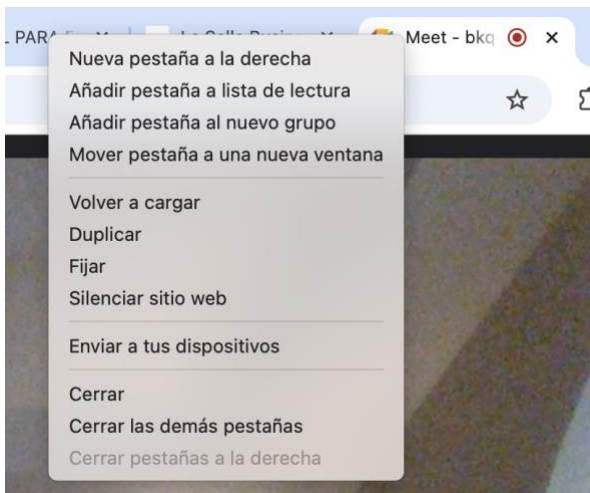 PARA
Meet - bkq
Nueva pestaña a la derecha
Añadir pestaña a lista de lectura
Añadir pestaña al nuevo grupo
Mover pestaña a una nueva ventana
Volver a cargar
Duplicar
Fijar
Silenciar sitio web
Enviar a tus dispositivos
Cerrar
Cerrar las demás pestañas
Cerrar pestañas a la derecha